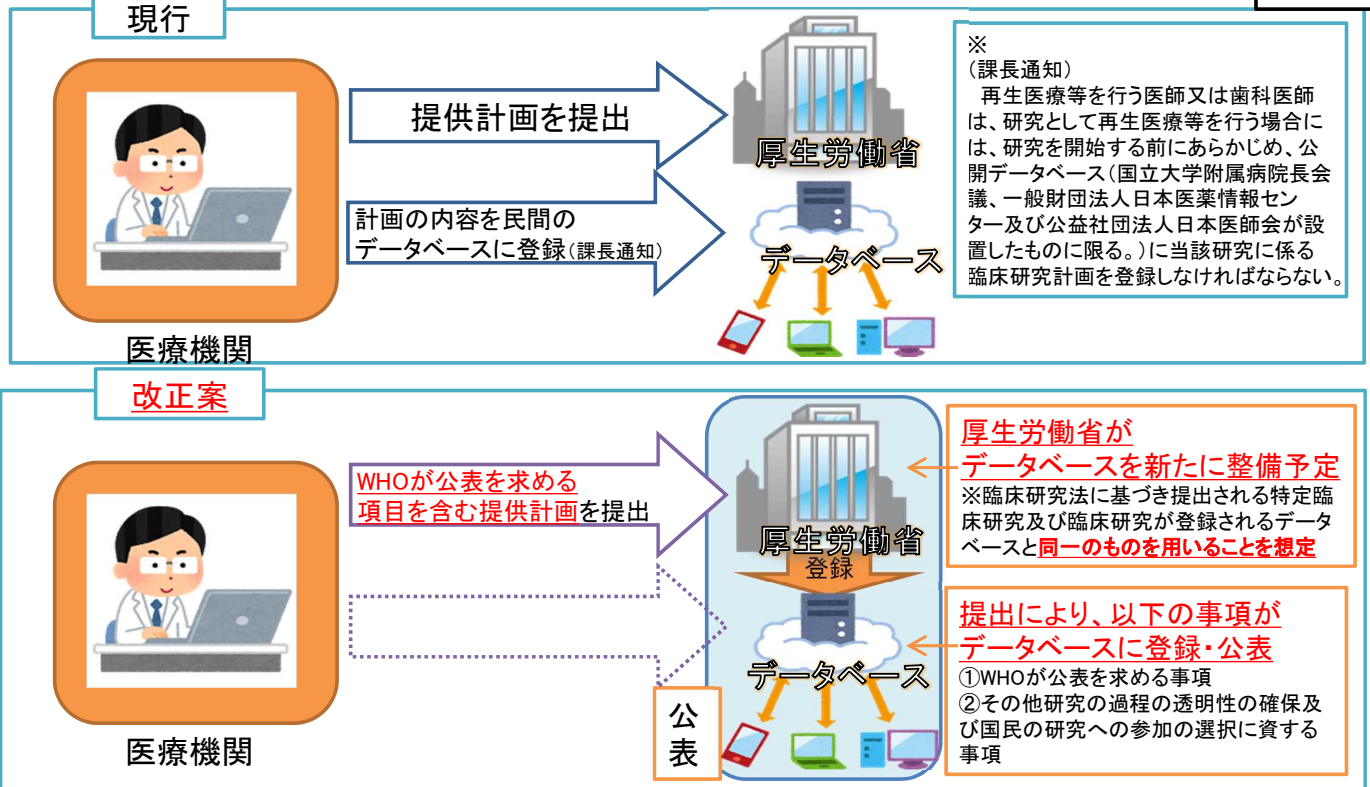 現行
提供計画を提出
計画の内容を民間の
データベースに登録(課長通知)
医療機関
厚生労働省
データベース
※
(課長通知)
再生医療等を行う医師又は歯科医師
は、研究として再生医療等を行う場合に
は、研究を開始する前にあらかじめ、公
開データベース(国立大学附属病院長会
議、一般財団法人日本医薬情報セン
ター及び公益社団法人日本医師会が設
置したものに限る。)に当該研究に係る
臨床研究計画を登録しなければならない。
改正案
WHOが公表を求める
項目を含む提供計画を提出
医療機関
厚生労働省
登録
データベース
公
表
厚生労働省が
データベースを新たに整備予定
※臨床研究法に基づき提出される特定臨
床研究及び臨床研究が登録されるデータ
ベースと同一のものを用いることを想定
提出により、以下の事項が
データベースに登録・公表
①WHOが公表を求める事項
②その他研究の過程の透明性の確保及
び国民の研究への参加の選択に資する
事項